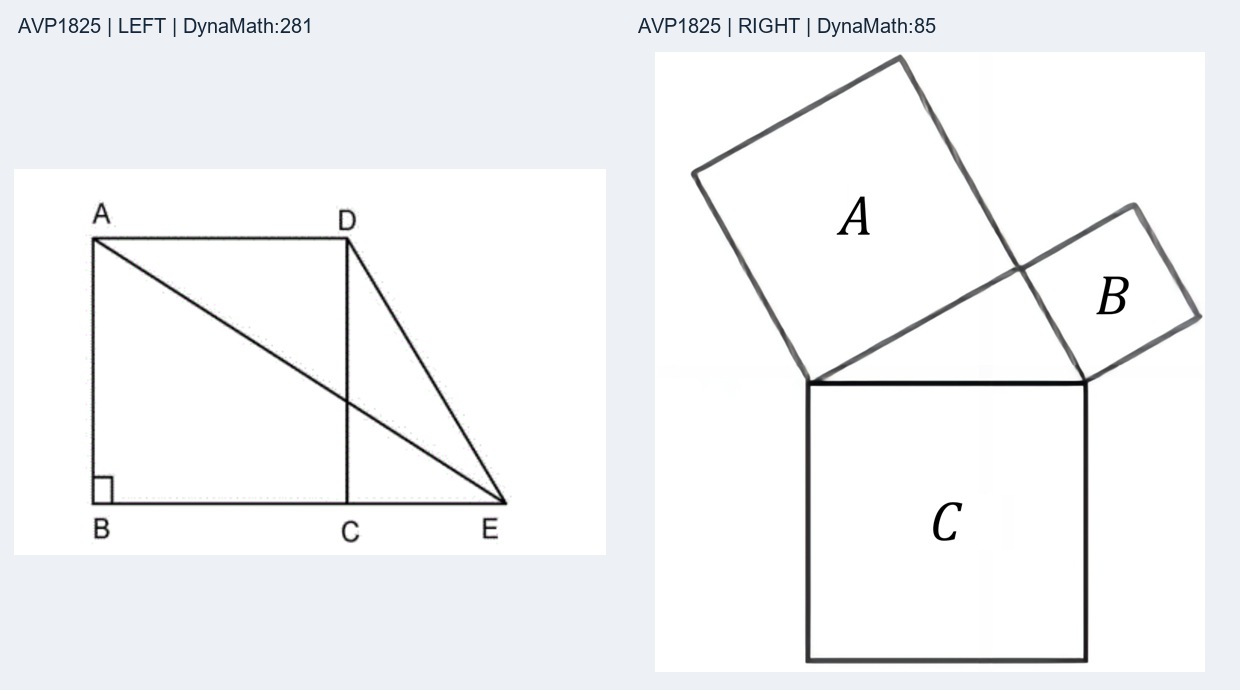 AVP1825 | LEFT | DynaMath:281
A
D
B
C
E
AVP1825 | RIGHT | DynaMath:85
A
B
C